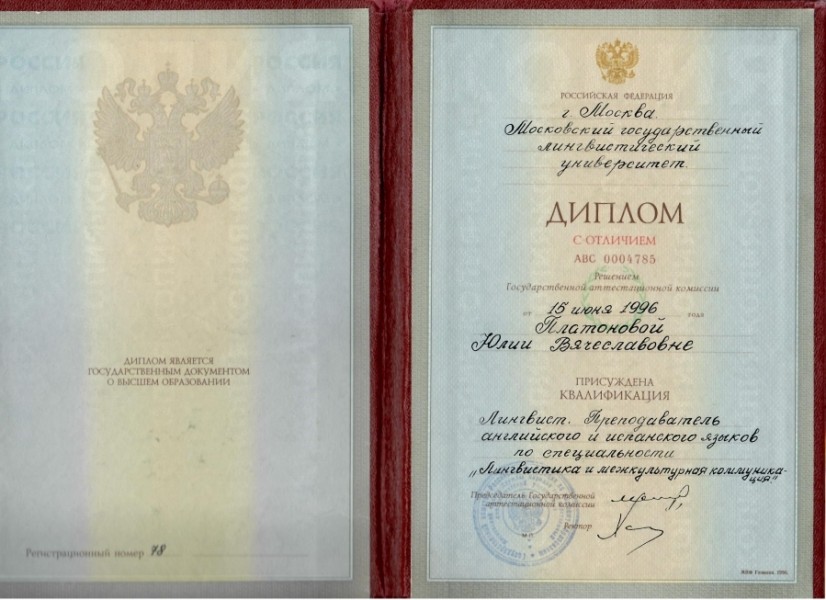 ДИПЛОМ ЯВЛЯЕТСЯ
ГОСУДАРСТВЕННЫМ ДОКУМЕНТОМ
О ВЫСШЕМ ОБРАЗОВАНИИ
Регистрационный номер 78
РОССИЙСКАЯ ФЕДЕРАЦИЯ
г Москва.
Московский государственный
лингвистический
университет.
ДИПЛОМ
С ОТЛИЧИЕМ
АВС 0004785
Решением
Государственной аттестационной комиссии
от 15 июня 1996 года
Платоновой
Юлии Вячеславовне
ПРИСУЖДЕНА
КВАЛИФИКАЦИЯ
Лингвист. Преподаватель
английского и испанского языков
по специальности
„Лингвистика и межкультурная коммуника-
ция."
Председатель Государственной
аттестационной комиссии
Ректор